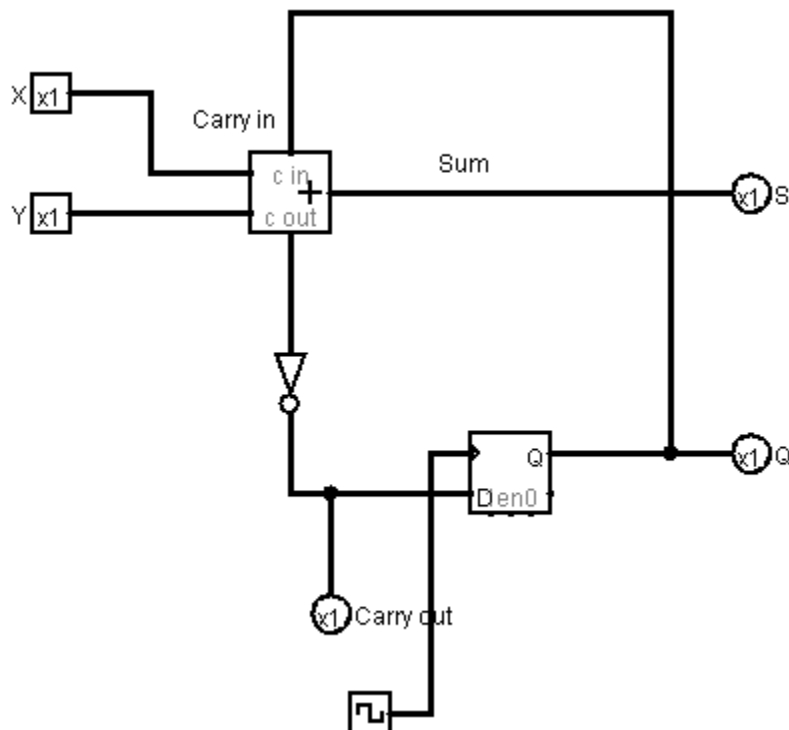 X x1
Carry in
c in
Sum
+
Y x1
c out
x1 S
Q
x1 Q
D en0
x1 Carry out